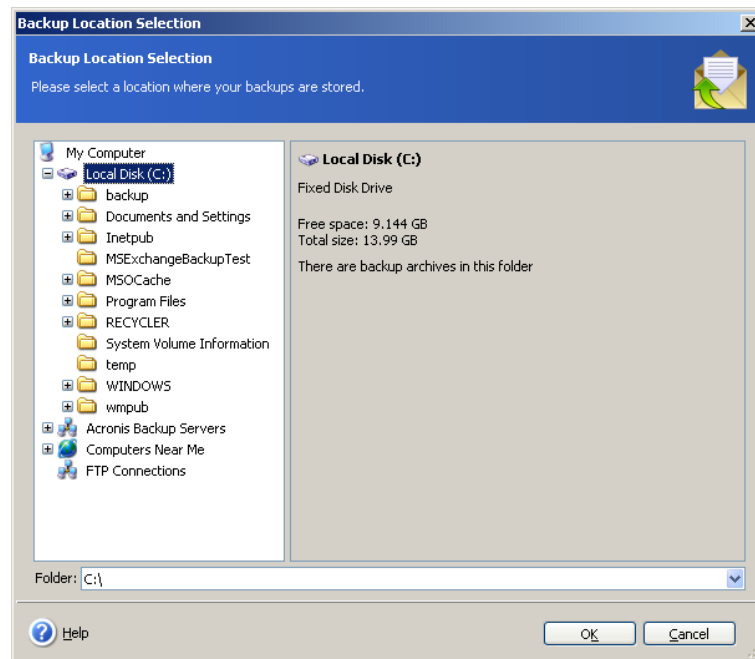 Backup Location Selection
Backup Location Selection
Please select a location where your backups are stored.
My Computer
Local Disk (C:)
backup
Documents and Settings
Inetpub
MSExchangeBackupTest
MSOCache
Program Files
RECYCLER
System Volume Information
temp
WINDOWS
wmpub
Acronis Backup Servers
Computers Near Me
FTP Connections
Local Disk (C:)
Fixed Disk Drive
Free space: 9.144 GB
Total size: 13.99 GB
There are backup archives in this folder
Folder: C:\
Help
OK
Cancel